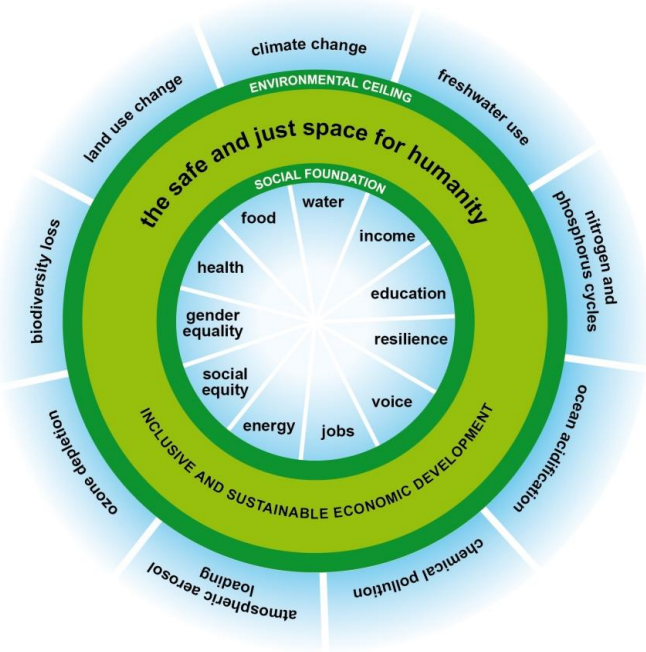 climate change
freshwater use
nitrogen and
phosphorus cycles
ocean acidification
chemical pollution
atmospheric aerosol
loading
ozone depletion
biodiversity loss
land use change
ENVIRONMENTAL CEILING
the safe and just space for humanity
SOCIAL FOUNDATION
water
income
education
resilience
voice
jobs
energy
social
equity
gender
equality
health
food
INCLUSIVE AND SUSTAINABLE ECONOMIC DEVELOPMENT